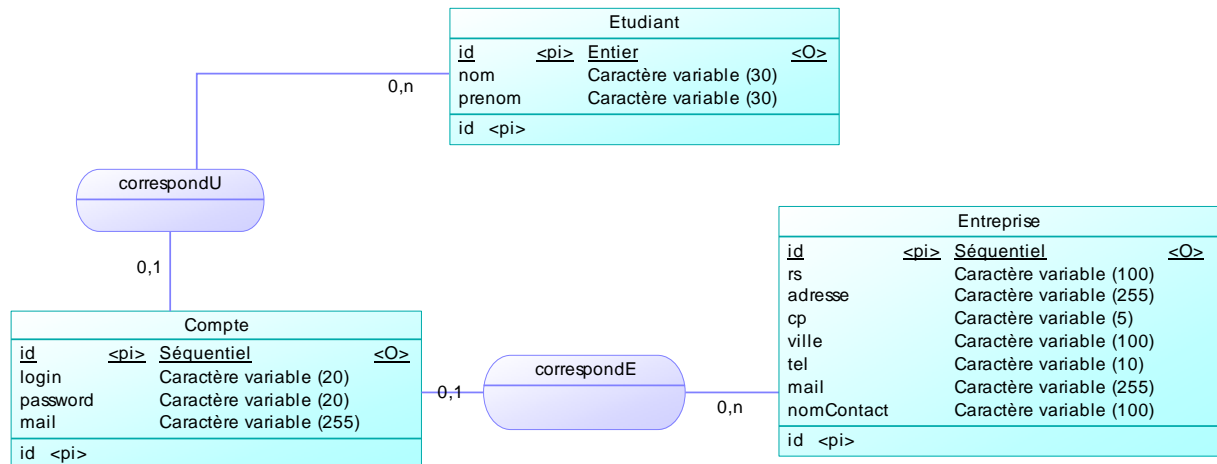 Etudiant
id <pi> Entier <O>
nom Caractère variable (30)
prenom Caractère variable (30)
id <pi>
0,n
correspondU
0,1
Compte
id <pi> Séquentiel <O>
login Caractère variable (20)
password Caractère variable (20)
mail Caractère variable (255)
id <pi>
0,1
correspondE
0,n
Entreprise
id <pi> Séquentiel <O>
rs Caractère variable (100)
adresse Caractère variable (255)
cp Caractère variable (5)
ville Caractère variable (100)
tel Caractère variable (10)
mail Caractère variable (255)
nomContact Caractère variable (100)
id <pi>